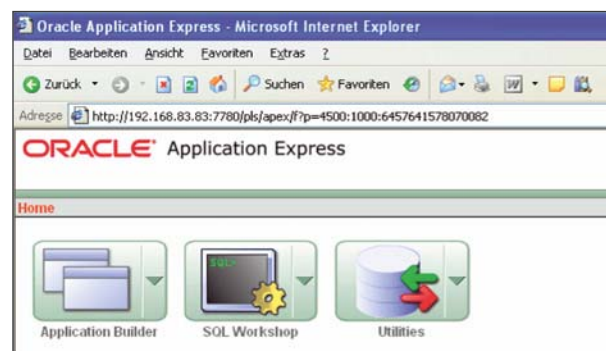 Oracle Application Express - Microsoft Internet Explorer
Datei Bearbeiten Ansicht Favoriten Extras ?
Zurück Suchen Favoriten W
Adresse http://192.168.83.83:7780/pls/apex/f?p=4500:1000:6457641578070082
ORACLE® Application Express
Home
SQL>
Application Builder SQL Workshop Utilities